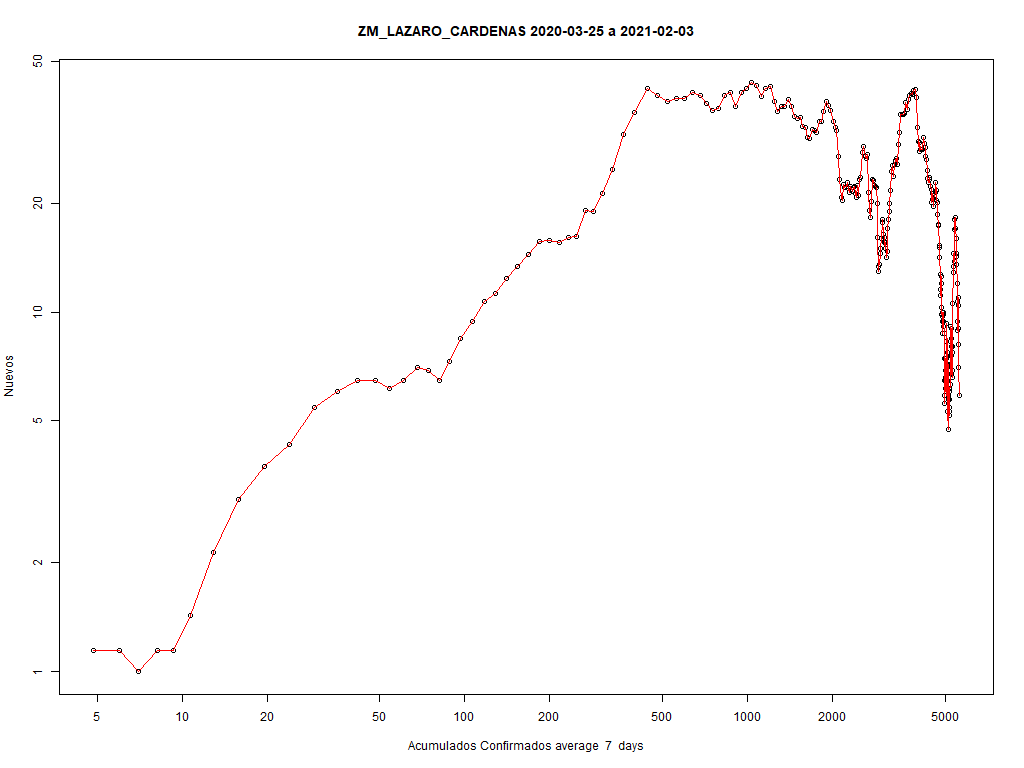 ZM_LAZARO_CARDENAS 2020-03-25 a 2021-02-03
50
20
10
5
2
1
Nuevos
5 10 20 50 100 200 500 1000 2000 5000
Acumulados Confirmados average 7 days